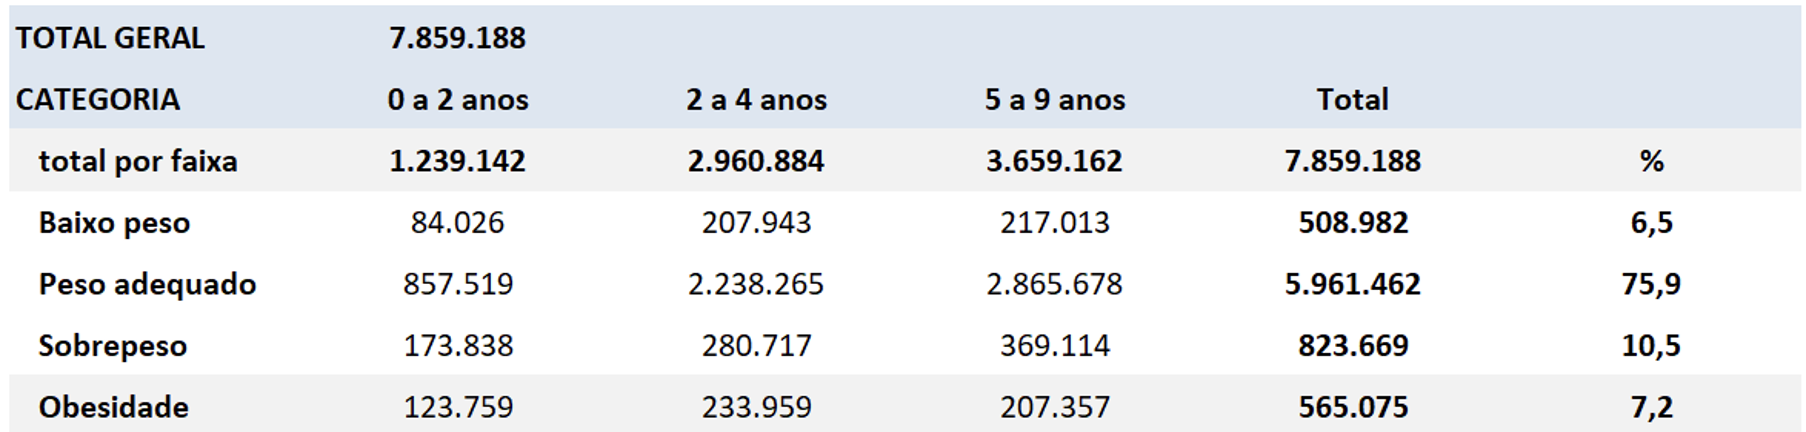 TOTAL GERAL 7.859.188
CATEGORIA 0 a 2 anos 2 a 4 anos 5 a 9 anos Total
total por faixa 1.239.142 2.960.884 3.659.162 7.859.188 %
Baixo peso 84.026 207.943 217.013 508.982 6,5
Peso adequado 857.519 2.238.265 2.865.678 5.961.462 75,9
Sobrepeso 173.838 280.717 369.114 823.669 10,5
Obesidade 123.759 233.959 207.357 565.075 7,2